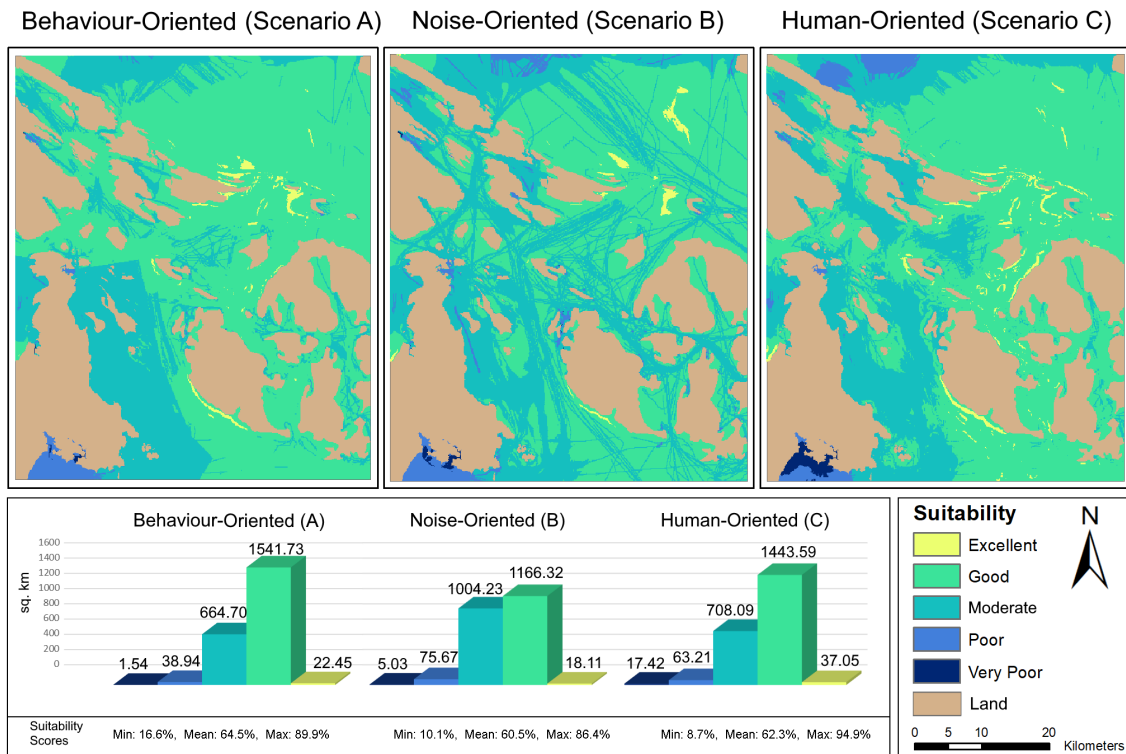 Behaviour-Oriented (Scenario A)
Noise-Oriented (Scenario B)
Human-Oriented (Scenario C)
Behaviour-Oriented (A)
Noise-Oriented (B)
Human-Oriented (C)
sq. km
1600
1400
1200
1000
800
600
400
200
0
1.54
38.94
664.70
1541.73
22.45
5.03
75.67
1004.23
1166.32
18.11
17.42
63.21
708.09
1443.59
37.05
Suitability
Scores
Min: 16.6%, Mean: 64.5%, Max: 89.9%
Min: 10.1%, Mean: 60.5%, Max: 86.4%
Min: 8.7%, Mean: 62.3%, Max: 94.9%
Suitability
Excellent
Good
Moderate
Poor
Very Poor
Land
N
0 5 10 20
Kilometers